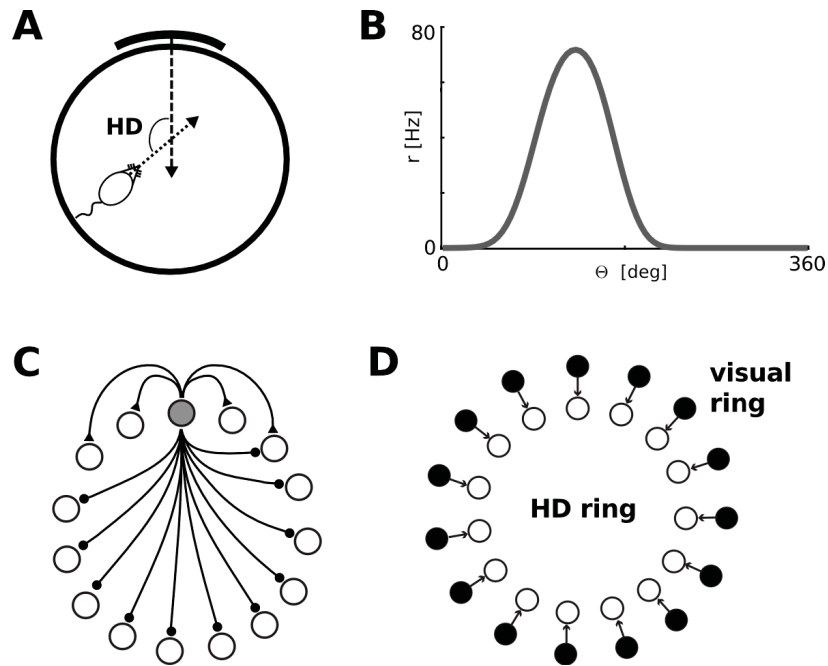 A
HD
B
80
r [Hz]
0
0
Θ [deg]
360
C
D
visual
ring
HD ring